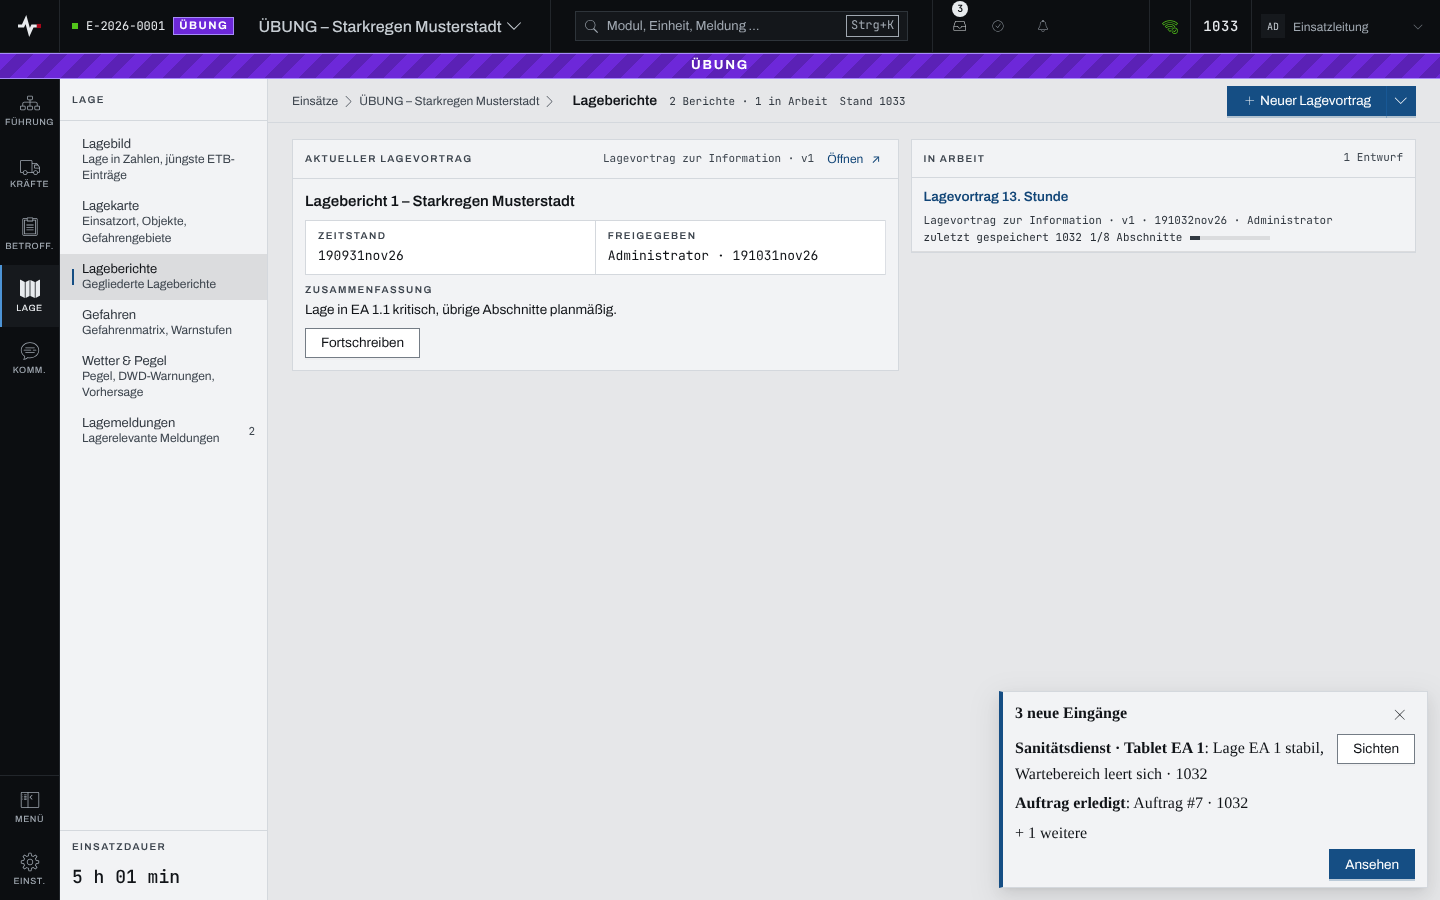 E-2026-0001 ÜBUNG ÜBUNG – Starkregen Musterstadt
Modul, Einheit, Meldung ... Strg+K
3
1033
AD Einsatzleitung
ÜBUNG
FÜHRUNG
KRÄFTE
BETROFF.
LAGE
KOMM.
MENÜ
EINST.
LAGE
Lagebild
Lage in Zahlen, jüngste ETB-
Einträge
Lagekarte
Einsatzort, Objekte,
Gefahrengebiete
Lageberichte
Gegliederte Lageberichte
Gefahren
Gefahrenmatrix, Warnstufen
Wetter & Pegel
Pegel, DWD-Warnungen,
Vorhersage
Lagemeldungen
Lagerelevante Meldungen 2
EINSATZDAUER
5 h 01 min
Einsätze ÜBUNG – Starkregen Musterstadt Lageberichte 2 Berichte · 1 in Arbeit Stand 1033
+ Neuer Lagevortrag
AKTUELLER LAGEVORTRAG Lagevortrag zur Information · v1 Öffnen ↗
Lagebericht 1 – Starkregen Musterstadt
ZEITSTAND
190931nov26
FREIGEGEBEN
Administrator · 191031nov26
ZUSAMMENFASSUNG
Lage in EA 1.1 kritisch, übrige Abschnitte planmäßig.
Fortschreiben
IN ARBEIT 1 Entwurf
Lagevortrag 13. Stunde
Lagevortrag zur Information · v1 · 191032nov26 · Administrator
zuletzt gespeichert 1032 1/8 Abschnitte
3 neue Eingänge
Sanitätsdienst · Tablet EA 1: Lage EA 1 stabil,
Wartebereich leert sich · 1032
Sichten
Auftrag erledigt: Auftrag #7 · 1032
+ 1 weitere
Ansehen